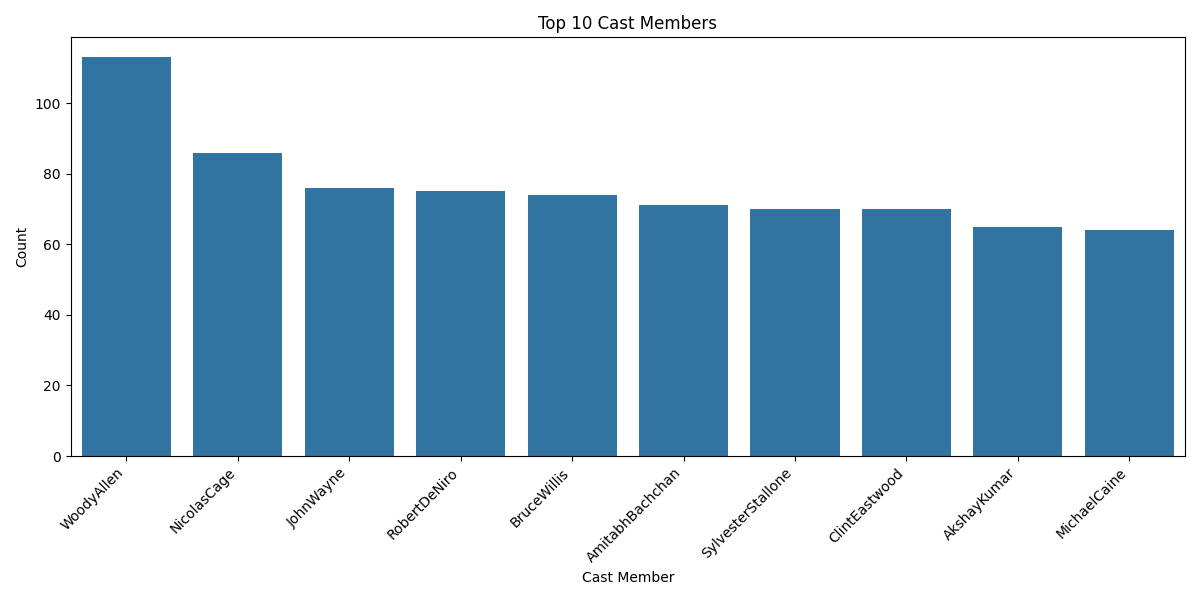 Top 10 Cast Members
Count
100
80
60
40
20
0
WoodyAllen
NicolasCage
JohnWayne
RobertDeNiro
BruceWillis
AmitabhBachchan
SylvesterStallone
ClintEastwood
AkshayKumar
MichaelCaine
Cast Member